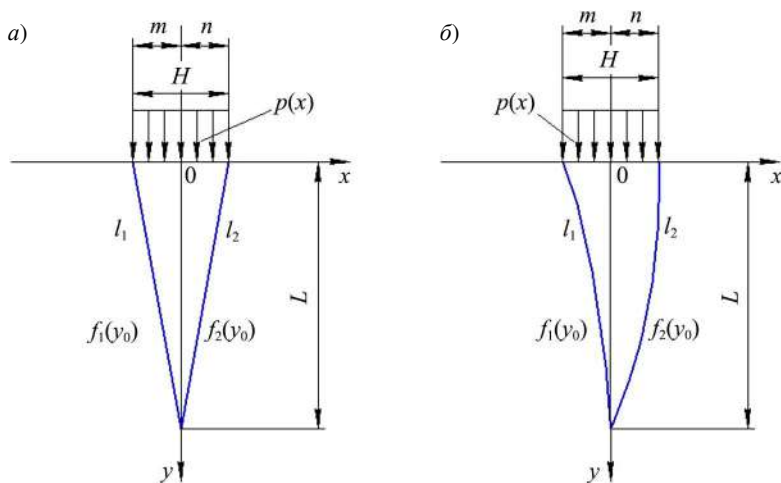 а)
m
n
H
p(x)
0
x
l₁
l₂
L
f₁(y₀)
f₂(y₀)
y
б)
m
n
H
p(x)
0
x
l₁
l₂
L
f₁(y₀)
f₂(y₀)
y